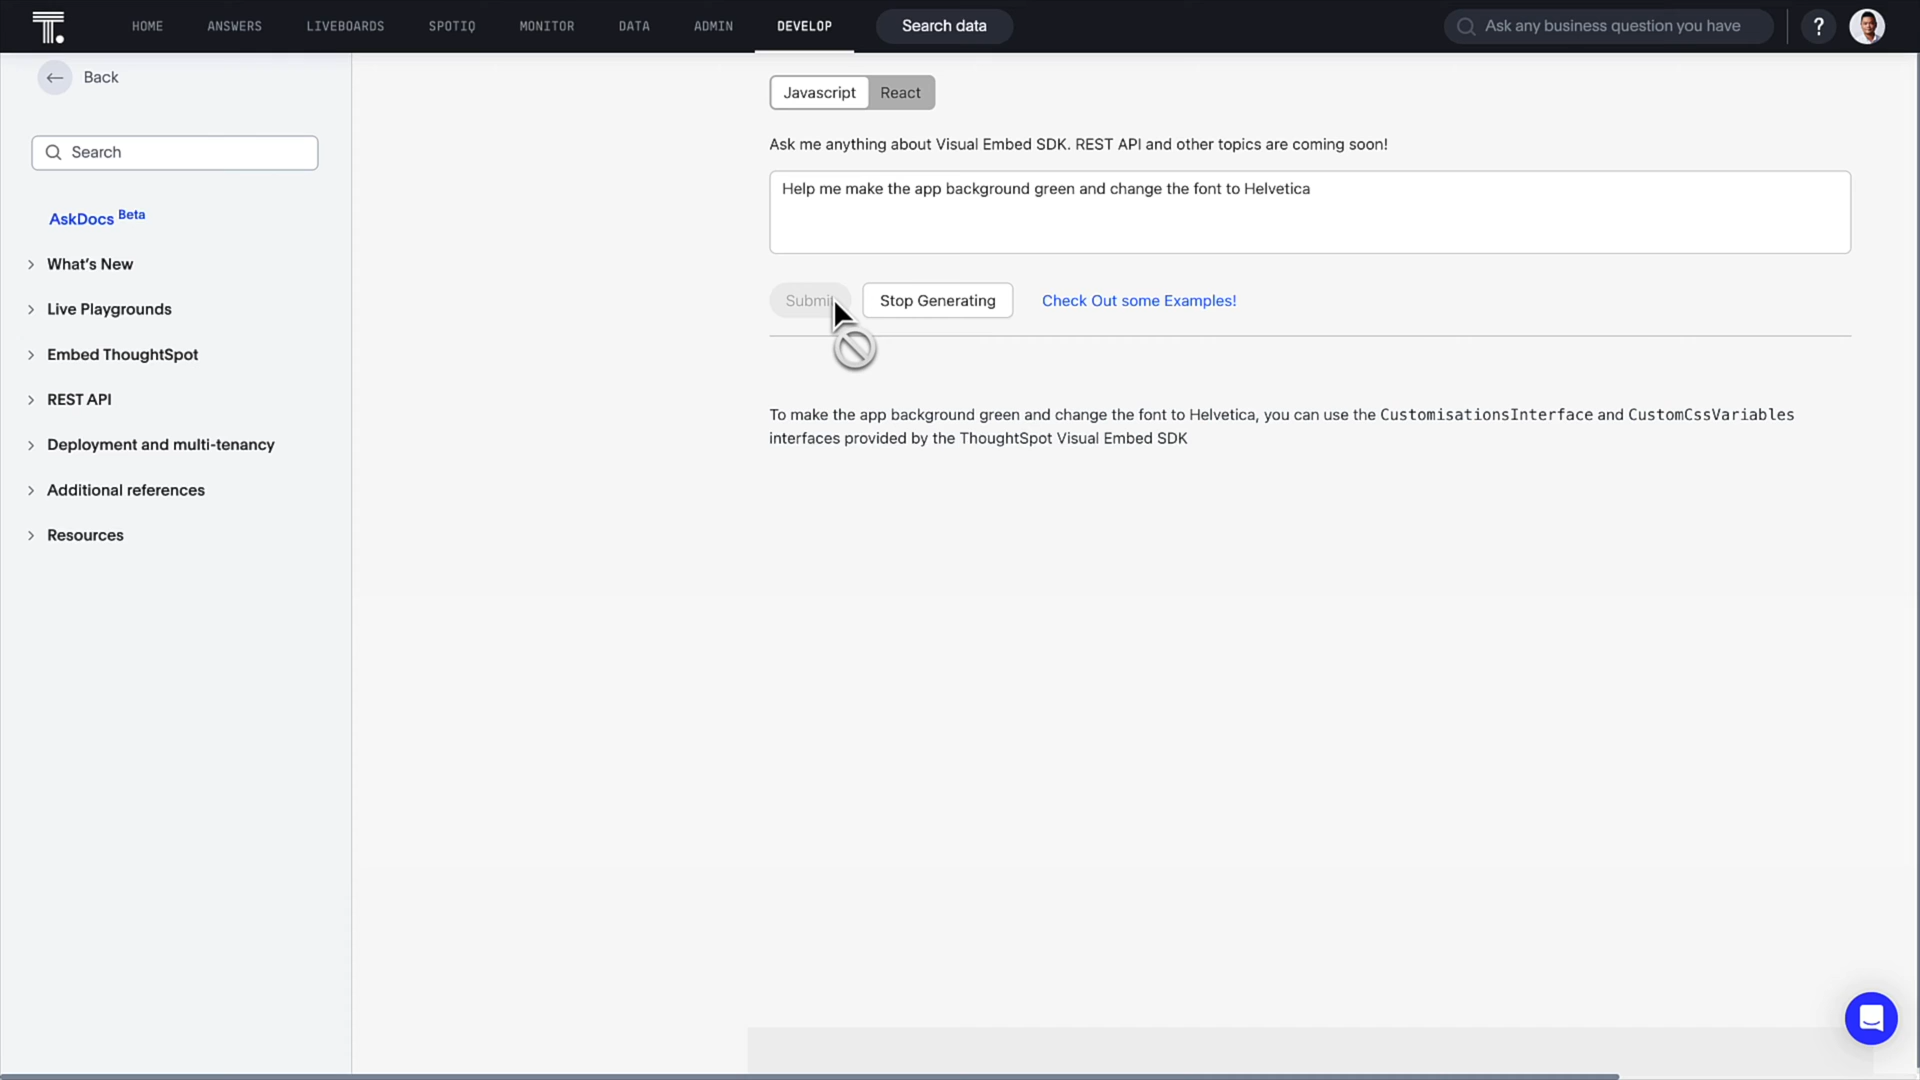 HOME ANSWERS LIVEBOARDS SPOTIQ MONITOR DATA ADMIN DEVELOP Search data Ask any business question you have ?
Back
Search
AskDocs Beta
What's New
Live Playgrounds
Embed ThoughtSpot
REST API
Deployment and multi-tenancy
Additional references
Resources
Javascript React
Ask me anything about Visual Embed SDK. REST API and other topics are coming soon!
Help me make the app background green and change the font to Helvetica
Submit Stop Generating Check Out some Examples!
To make the app background green and change the font to Helvetica, you can use the CustomisationsInterface and CustomCssVariables
interfaces provided by the ThoughtSpot Visual Embed SDK